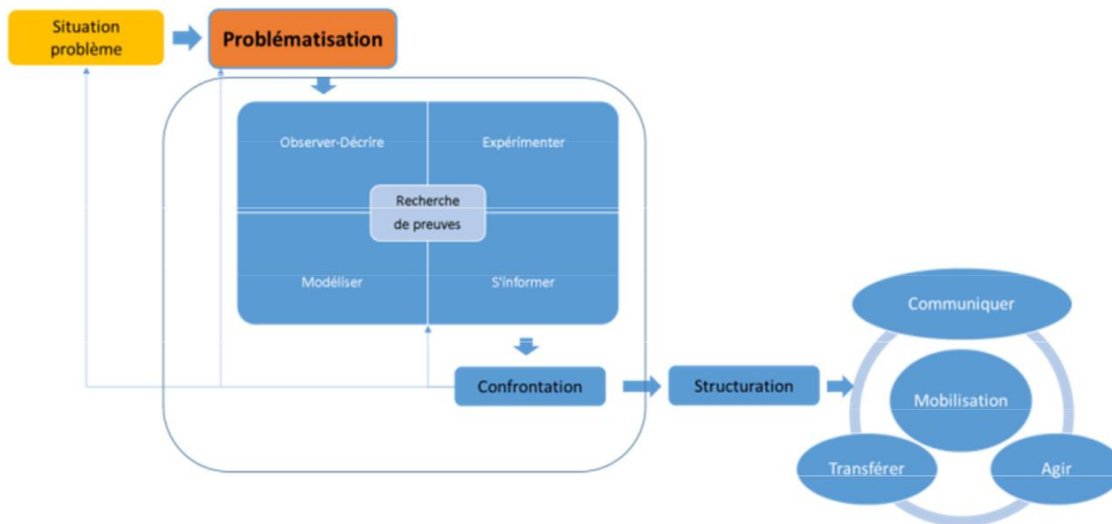 Situation
problème
Problématisation
Observer-Décrire
Expérimenter
Recherche
de preuves
Modéliser
S'informer
Confrontation
Structuration
Communiquer
Mobilisation
Transférer
Agir